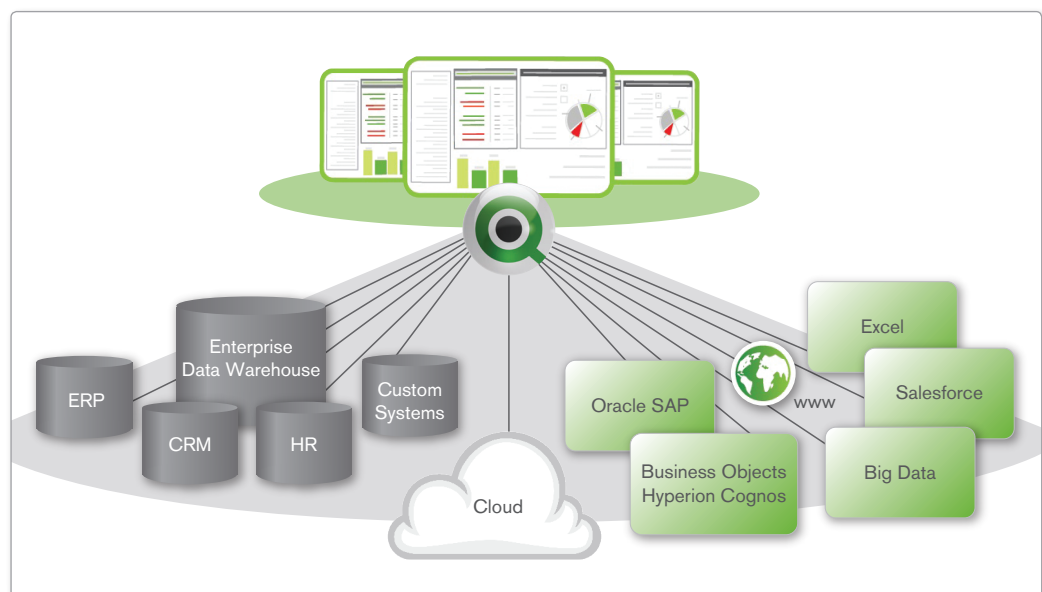 Enterprise
Data Warehouse
ERP
CRM
HR
Custom
Systems
Cloud
Oracle SAP
Business Objects
Hyperion Cognos
www
Excel
Salesforce
Big Data